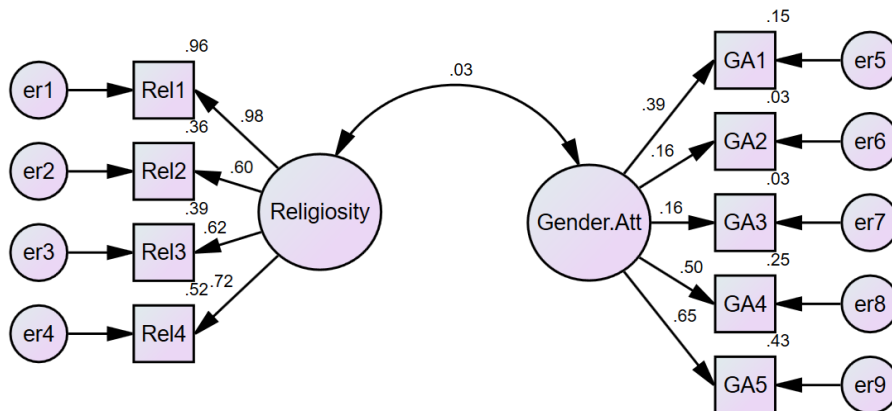 .15
.96
GA1
er5
.03
er1
Rel1
.39
.03
.36
.98
GA2
er6
.16
er2
Rel2
.60
.03
.39
Religiosity
Gender.Att
.16
GA3
er7
.62
er3
Rel3
.25
.50
.52
.72
GA4
er8
.65
er4
Rel4
.43
GA5
er9